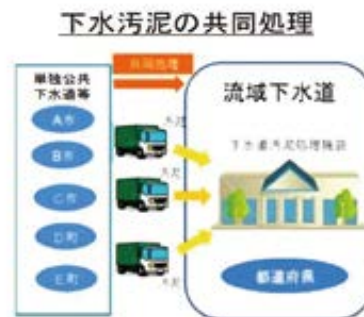 下水汚泥の共同処理
共同処理
単独公共
下水道等
A市
B市
C市
D町
E町
汚泥
汚泥
汚泥
流域下水道
下水道汚泥処理施設
都道府県